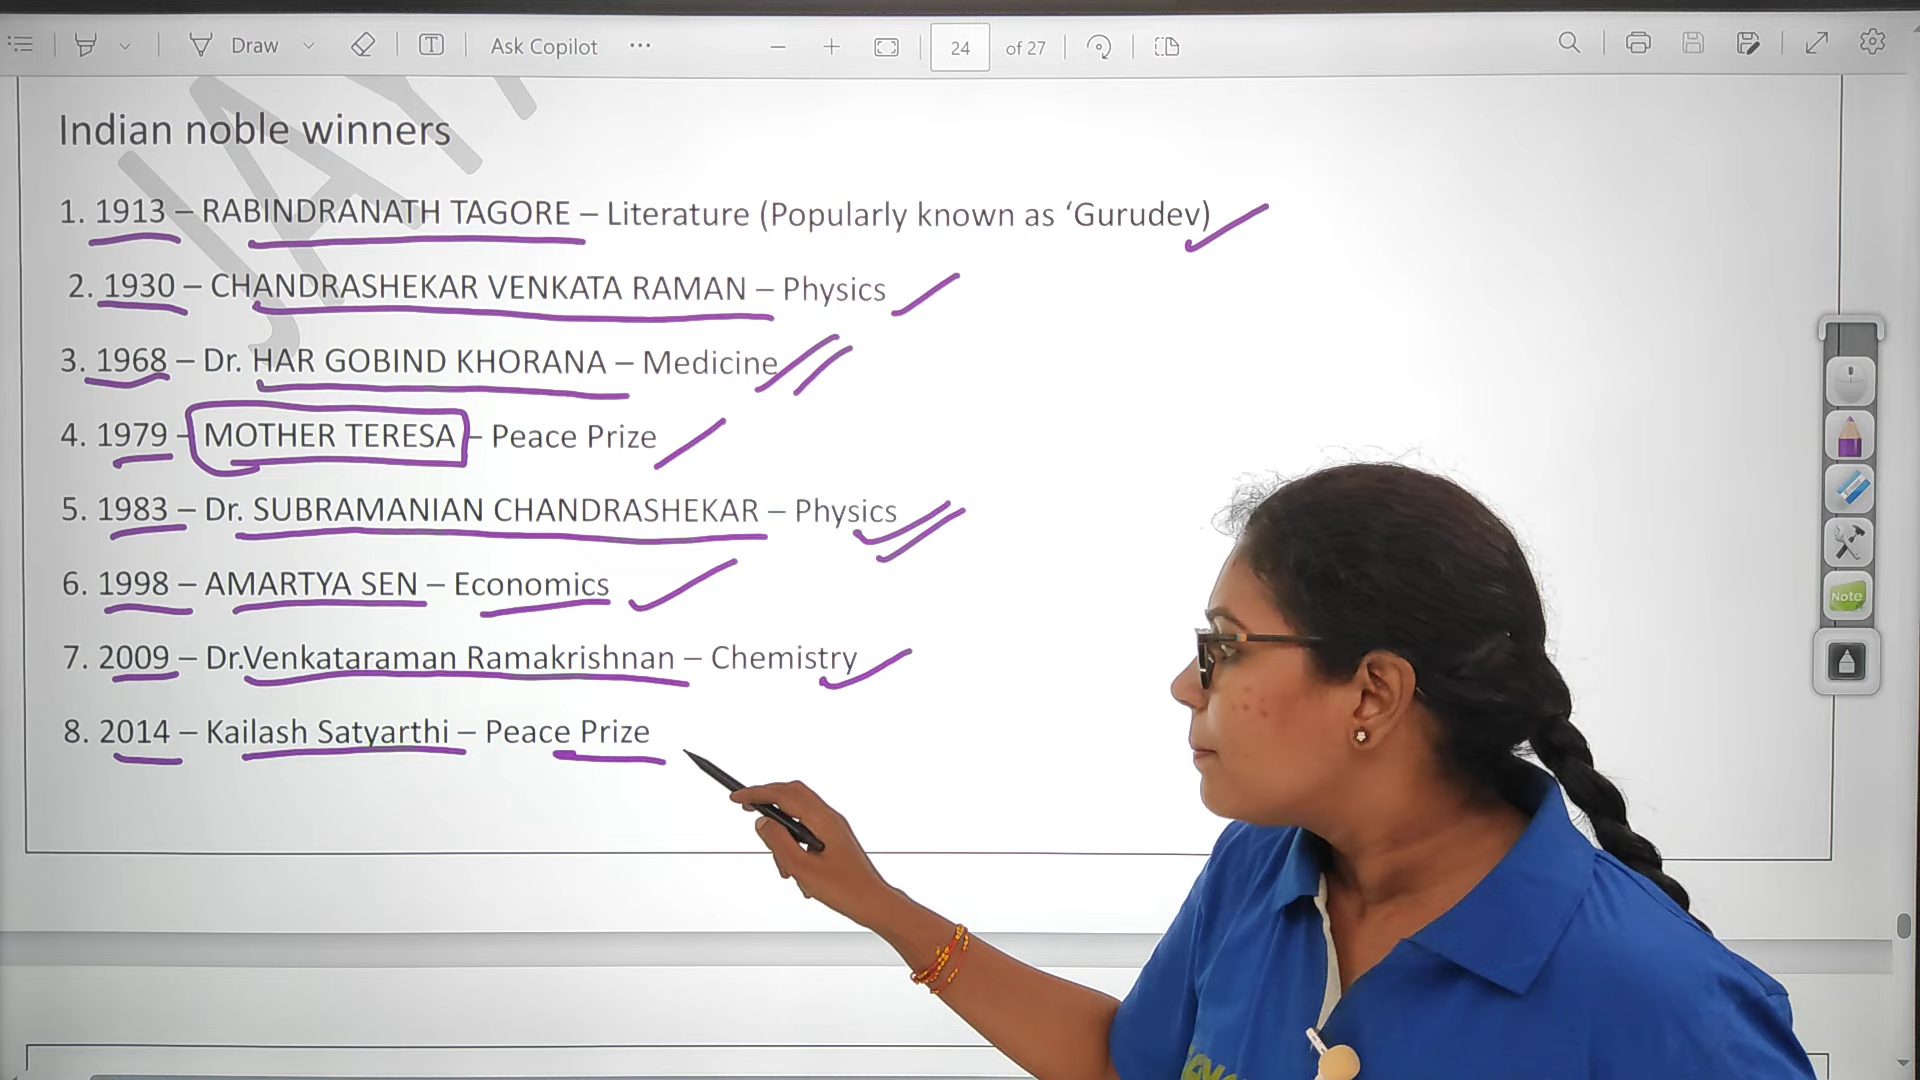 Draw
Ask Copilot
24 of 27
Indian noble winners
1. 1913 – RABINDRANATH TAGORE – Literature (Popularly known as ‘Gurudev)
2. 1930 – CHANDRASHEKAR VENKATA RAMAN – Physics
3. 1968 – Dr. HAR GOBIND KHORANA – Medicine
4. 1979 – MOTHER TERESA – Peace Prize
5. 1983 – Dr. SUBRAMANIAN CHANDRASHEKAR – Physics
6. 1998 – AMARTYA SEN – Economics
7. 2009 – Dr.Venkataraman Ramakrishnan – Chemistry
8. 2014 – Kailash Satyarthi – Peace Prize
Note